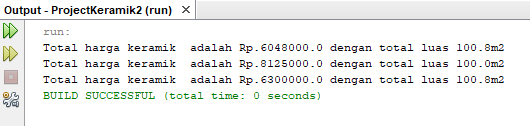 Output - ProjectKeramik2 (run) ×
run:
Total harga keramik  adalah Rp.6048000.0 dengan total luas 100.8m2
Total harga keramik  adalah Rp.8125000.0 dengan total luas 100.0m2
Total harga keramik  adalah Rp.6300000.0 dengan total luas 100.8m2
BUILD SUCCESSFUL (total time: 0 seconds)